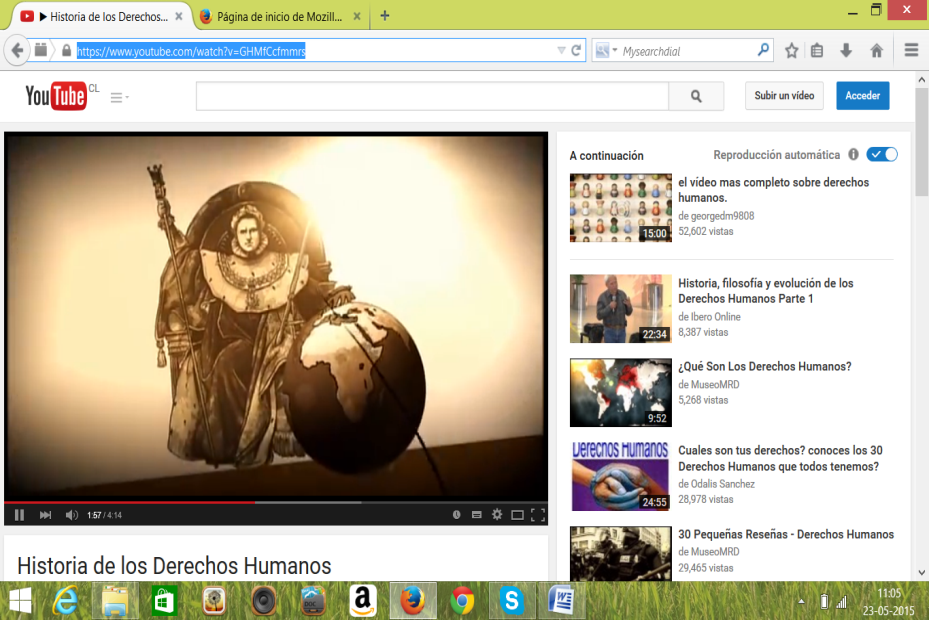 Historia de los Derechos...
Página de inicio de Mozill...
https://www.youtube.com/watch?v=GHMfCcfmmrs
Mysearchdial
YouTube CL
Subir un vídeo
Acceder
1:57 / 4:14
Historia de los Derechos Humanos
A continuación
Reproducción automática
15:00
el vídeo mas completo sobre derechos
humanos.
de georgedm9808
52,602 vistas
22:34
Historia, filosofía y evolución de los
Derechos Humanos Parte 1
de Ibero Online
8,387 vistas
9:52
¿Qué Son Los Derechos Humanos?
de MuseoMRD
5,268 vistas
Derechos Humanos
24:55
Cuales son tus derechos? conoces los 30
Derechos Humanos que todos tenemos?
de Odalis Sanchez
28,978 vistas
30 Pequeñas Reseñas - Derechos Humanos
de MuseoMRD
29,465 vistas
DOC
11:05
23-05-2015